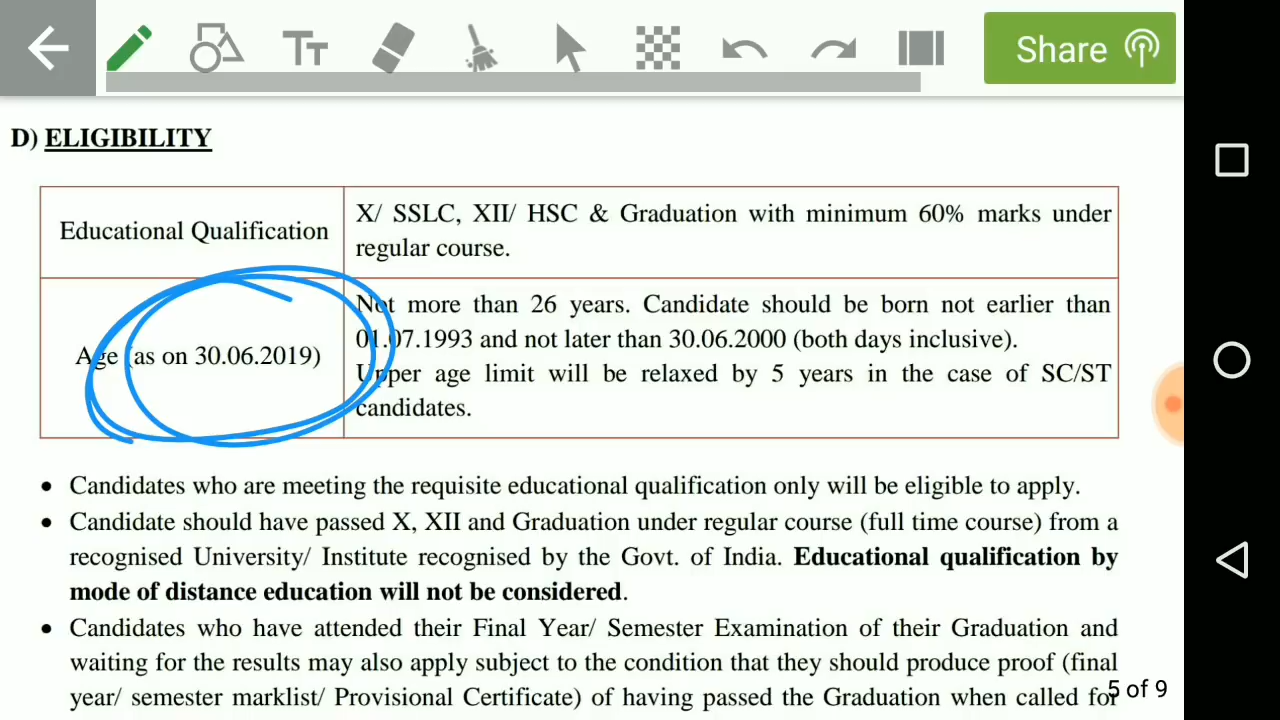 TT
Share
D) ELIGIBILITY
Educational Qualification
X/ SSLC, XII/ HSC & Graduation with minimum 60% marks under
regular course.
Age (as on 30.06.2019)
Not more than 26 years. Candidate should be born not earlier than
01.07.1993 and not later than 30.06.2000 (both days inclusive).
Upper age limit will be relaxed by 5 years in the case of SC/ST
candidates.
• Candidates who are meeting the requisite educational qualification only will be eligible to apply.
• Candidate should have passed X, XII and Graduation under regular course (full time course) from a
recognised University/ Institute recognised by the Govt. of India. Educational qualification by
mode of distance education will not be considered.
• Candidates who have attended their Final Year/ Semester Examination of their Graduation and
waiting for the results may also apply subject to the condition that they should produce proof (final
year/ semester marklist/ Provisional Certificate) of having passed the Graduation when called for
5 of 9